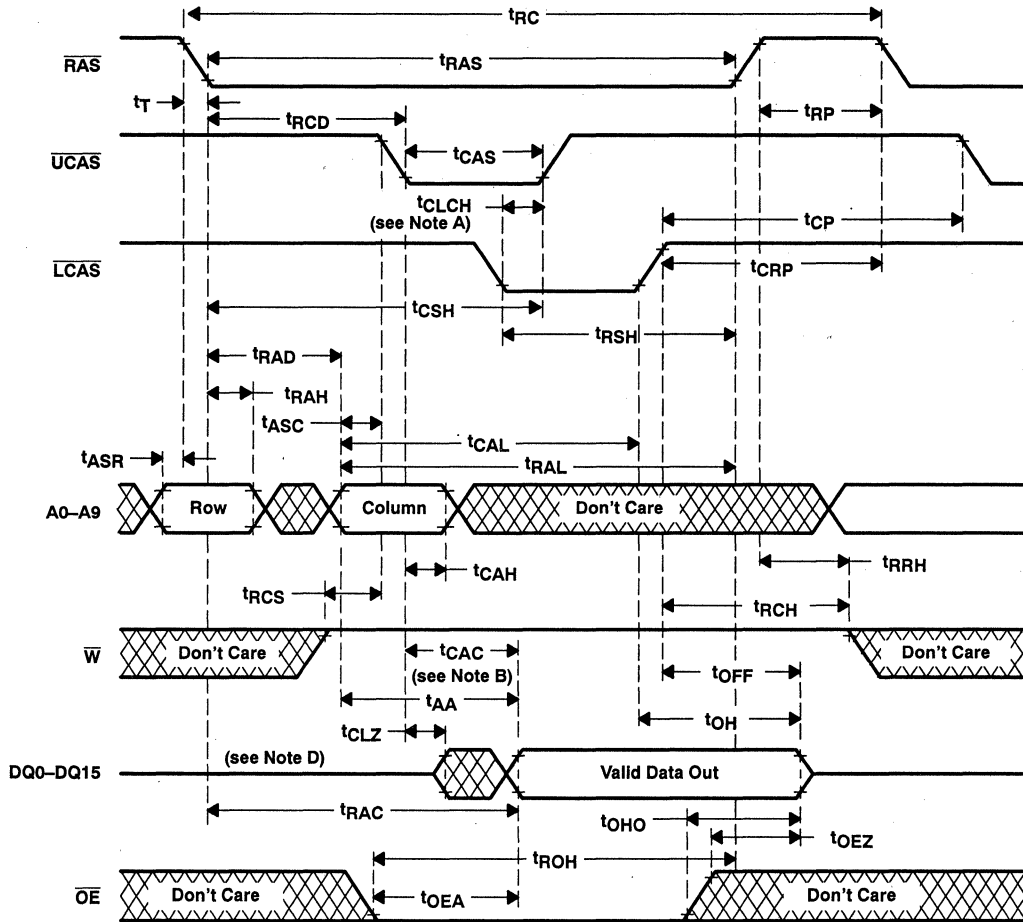 tRC
RAS
tRAS
tT
tRP
tRCD
UCAS
tCAS
tCLCH
(see Note A)
tCP
LCAS
tCRP
tCSH
tRSH
tRAD
tRAH
tASC
tCAL
tASR
tRAL
A0–A9
Row
Column
Don't Care
tRRH
tCAH
tRCS
tRCH
W
Don't Care
tCAC
(see Note B)
Don't Care
tOFF
tAA
tOH
tCLZ
(see Note D)
DQ0–DQ15
Valid Data Out
tRAC
tOHO
tOEZ
tROH
OE
Don't Care
tOEA
Don't Care